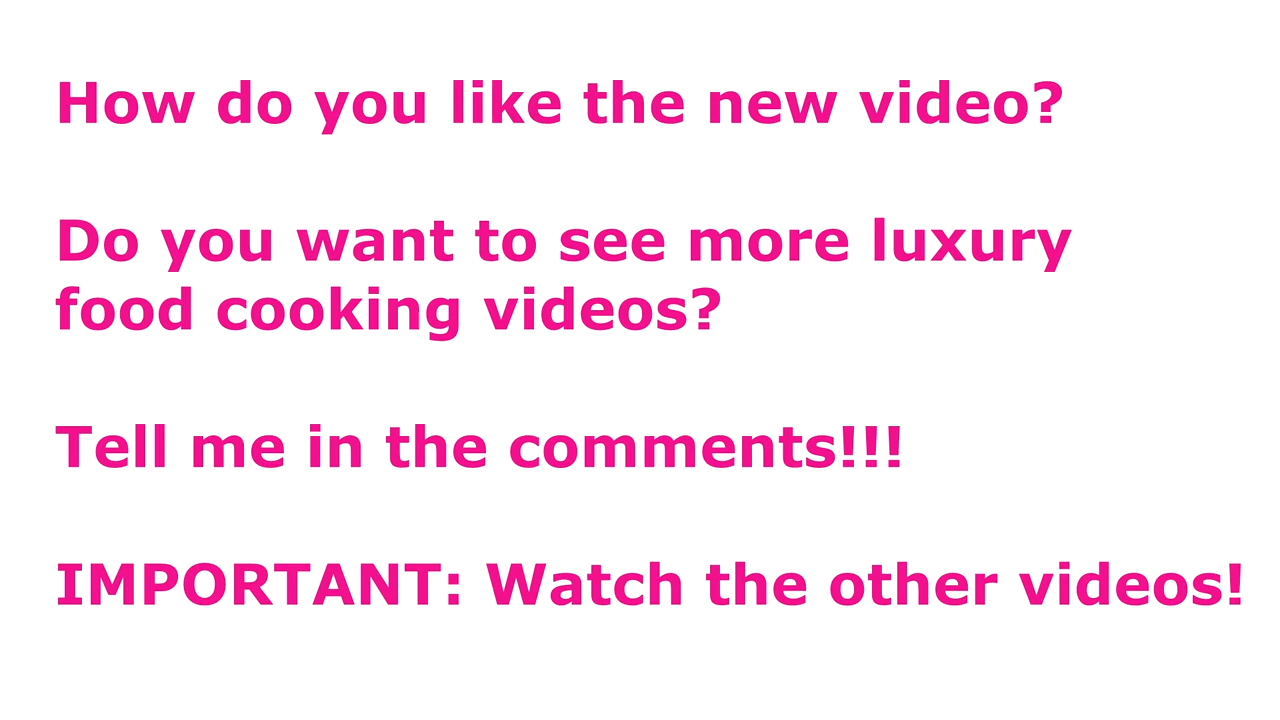 How do you like the new video?
Do you want to see more luxury
food cooking videos?
Tell me in the comments!!!
IMPORTANT: Watch the other videos!